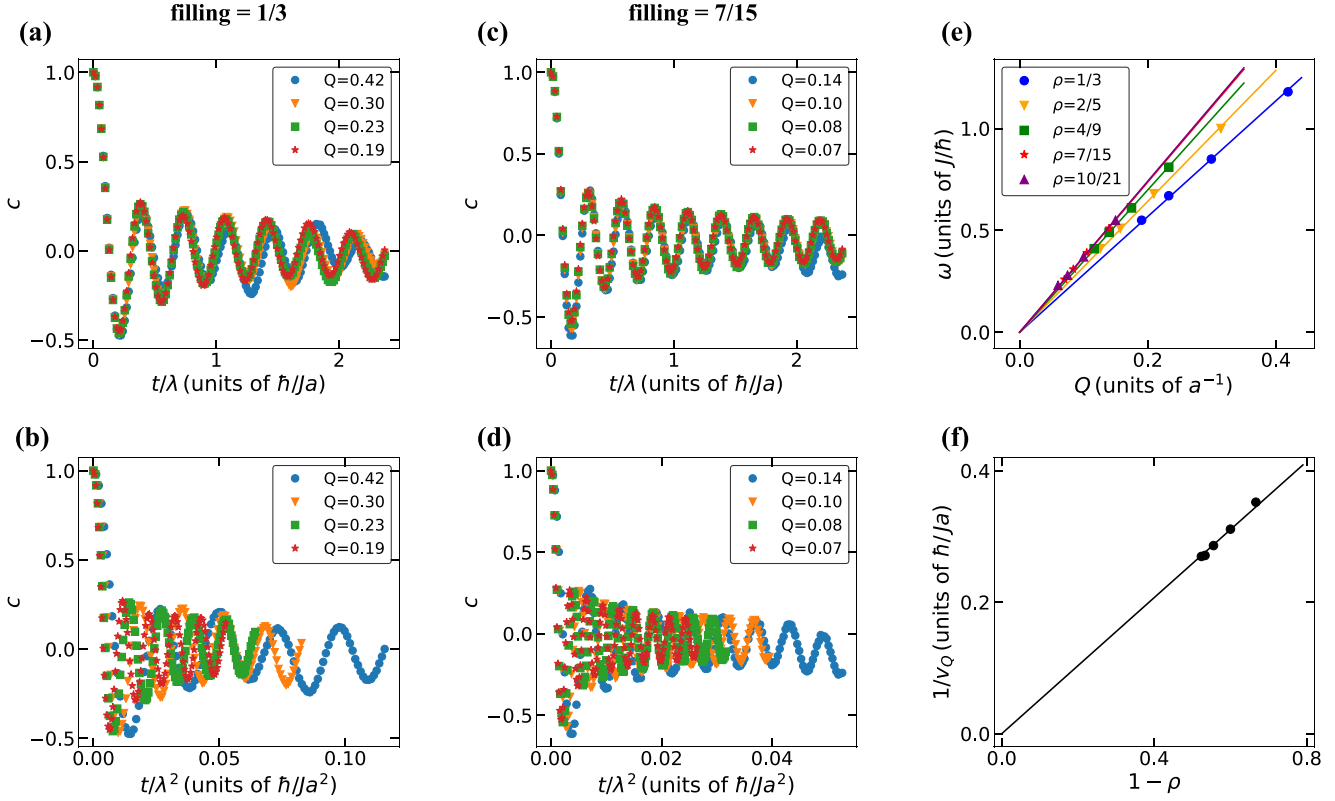 filling = 1/3
filling = 7/15
(a)
1.0
0.5
0.0
−0.5
c
0
1
2
t/λ (units of ħ/Ja)
Q=0.42
Q=0.30
Q=0.23
Q=0.19
(c)
1.0
0.5
0.0
−0.5
c
0
1
2
t/λ (units of ħ/Ja)
Q=0.14
Q=0.10
Q=0.08
Q=0.07
(e)
ω (units of J/ħ)
1.0
0.5
0.0
0.0
0.2
0.4
Q (units of a⁻¹)
ρ=1/3
ρ=2/5
ρ=4/9
ρ=7/15
ρ=10/21
(b)
1.0
0.5
0.0
−0.5
c
0.00
0.05
0.10
t/λ² (units of ħ/Ja²)
Q=0.42
Q=0.30
Q=0.23
Q=0.19
(d)
1.0
0.5
0.0
−0.5
c
0.00
0.02
0.04
t/λ² (units of ħ/Ja²)
Q=0.14
Q=0.10
Q=0.08
Q=0.07
(f)
1/v_Q (units of ħ/Ja)
0.4
0.2
0.0
0.0
0.4
0.8
1 − ρ